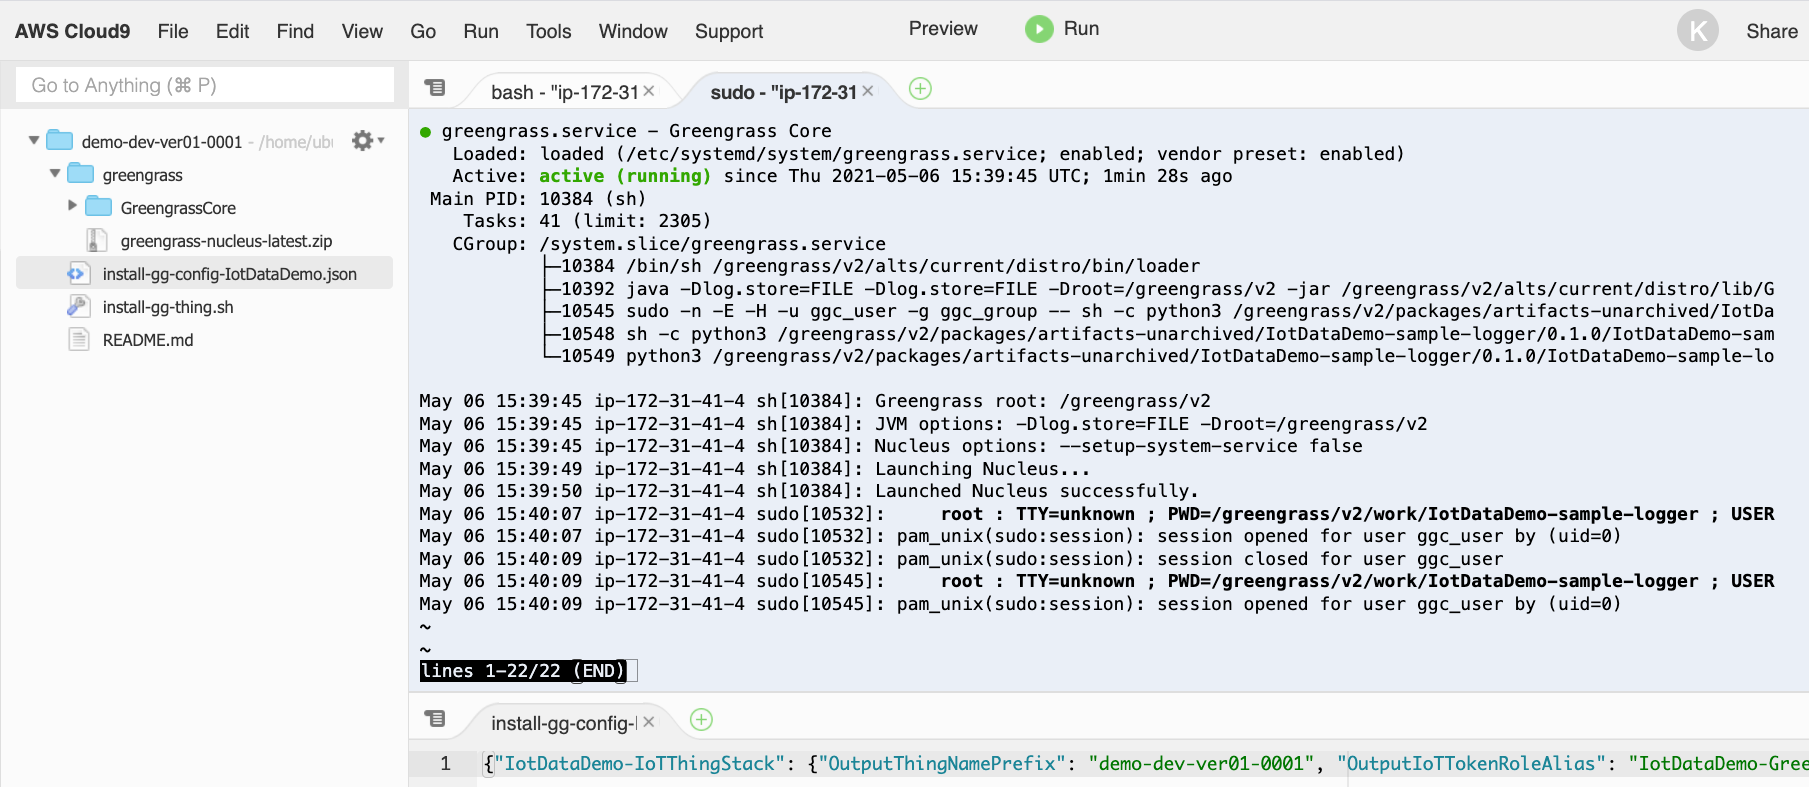 AWS Cloud9 File Edit Find View Go Run Tools Window Support Preview Run K Share
Go to Anything (⌘ P)
bash - "ip-172-31 ×
sudo - "ip-172-31 ×
demo-dev-ver01-0001 - /home/ub
greengrass
GreengrassCore
greengrass-nucleus-latest.zip
install-gg-config-IotDataDemo.json
install-gg-thing.sh
README.md
● greengrass.service - Greengrass Core
Loaded: loaded (/etc/systemd/system/greengrass.service; enabled; vendor preset: enabled)
Active: active (running) since Thu 2021-05-06 15:39:45 UTC; 1min 28s ago
Main PID: 10384 (sh)
Tasks: 41 (limit: 2305)
CGroup: /system.slice/greengrass.service
├─10384 /bin/sh /greengrass/v2/alts/current/distro/bin/loader
├─10392 java -Dlog.store=FILE -Dlog.store=FILE -Droot=/greengrass/v2 -jar /greengrass/v2/alts/current/distro/lib/G
├─10545 sudo -n -E -H -u ggc_user -g ggc_group -- sh -c python3 /greengrass/v2/packages/artifacts-unarchived/IotDa
├─10548 sh -c python3 /greengrass/v2/packages/artifacts-unarchived/IotDataDemo-sample-logger/0.1.0/IotDataDemo-sam
└─10549 python3 /greengrass/v2/packages/artifacts-unarchived/IotDataDemo-sample-logger/0.1.0/IotDataDemo-sample-lo
May 06 15:39:45 ip-172-31-41-4 sh[10384]: Greengrass root: /greengrass/v2
May 06 15:39:45 ip-172-31-41-4 sh[10384]: JVM options: -Dlog.store=FILE -Droot=/greengrass/v2
May 06 15:39:45 ip-172-31-41-4 sh[10384]: Nucleus options: --setup-system-service false
May 06 15:39:49 ip-172-31-41-4 sh[10384]: Launching Nucleus...
May 06 15:39:50 ip-172-31-41-4 sh[10384]: Launched Nucleus successfully.
May 06 15:40:07 ip-172-31-41-4 sudo[10532]: root : TTY=unknown ; PWD=/greengrass/v2/work/IotDataDemo-sample-logger ; USER
May 06 15:40:07 ip-172-31-41-4 sudo[10532]: pam_unix(sudo:session): session opened for user ggc_user by (uid=0)
May 06 15:40:09 ip-172-31-41-4 sudo[10532]: pam_unix(sudo:session): session closed for user ggc_user
May 06 15:40:09 ip-172-31-41-4 sudo[10545]: root : TTY=unknown ; PWD=/greengrass/v2/work/IotDataDemo-sample-logger ; USER
May 06 15:40:09 ip-172-31-41-4 sudo[10545]: pam_unix(sudo:session): session opened for user ggc_user by (uid=0)
~
~
lines 1-22/22 (END)
install-gg-config- ×
1 {"IotDataDemo-IoTThingStack": {"OutputThingNamePrefix": "demo-dev-ver01-0001", "OutputIoTTokenRoleAlias": "IotDataDemo-Gree